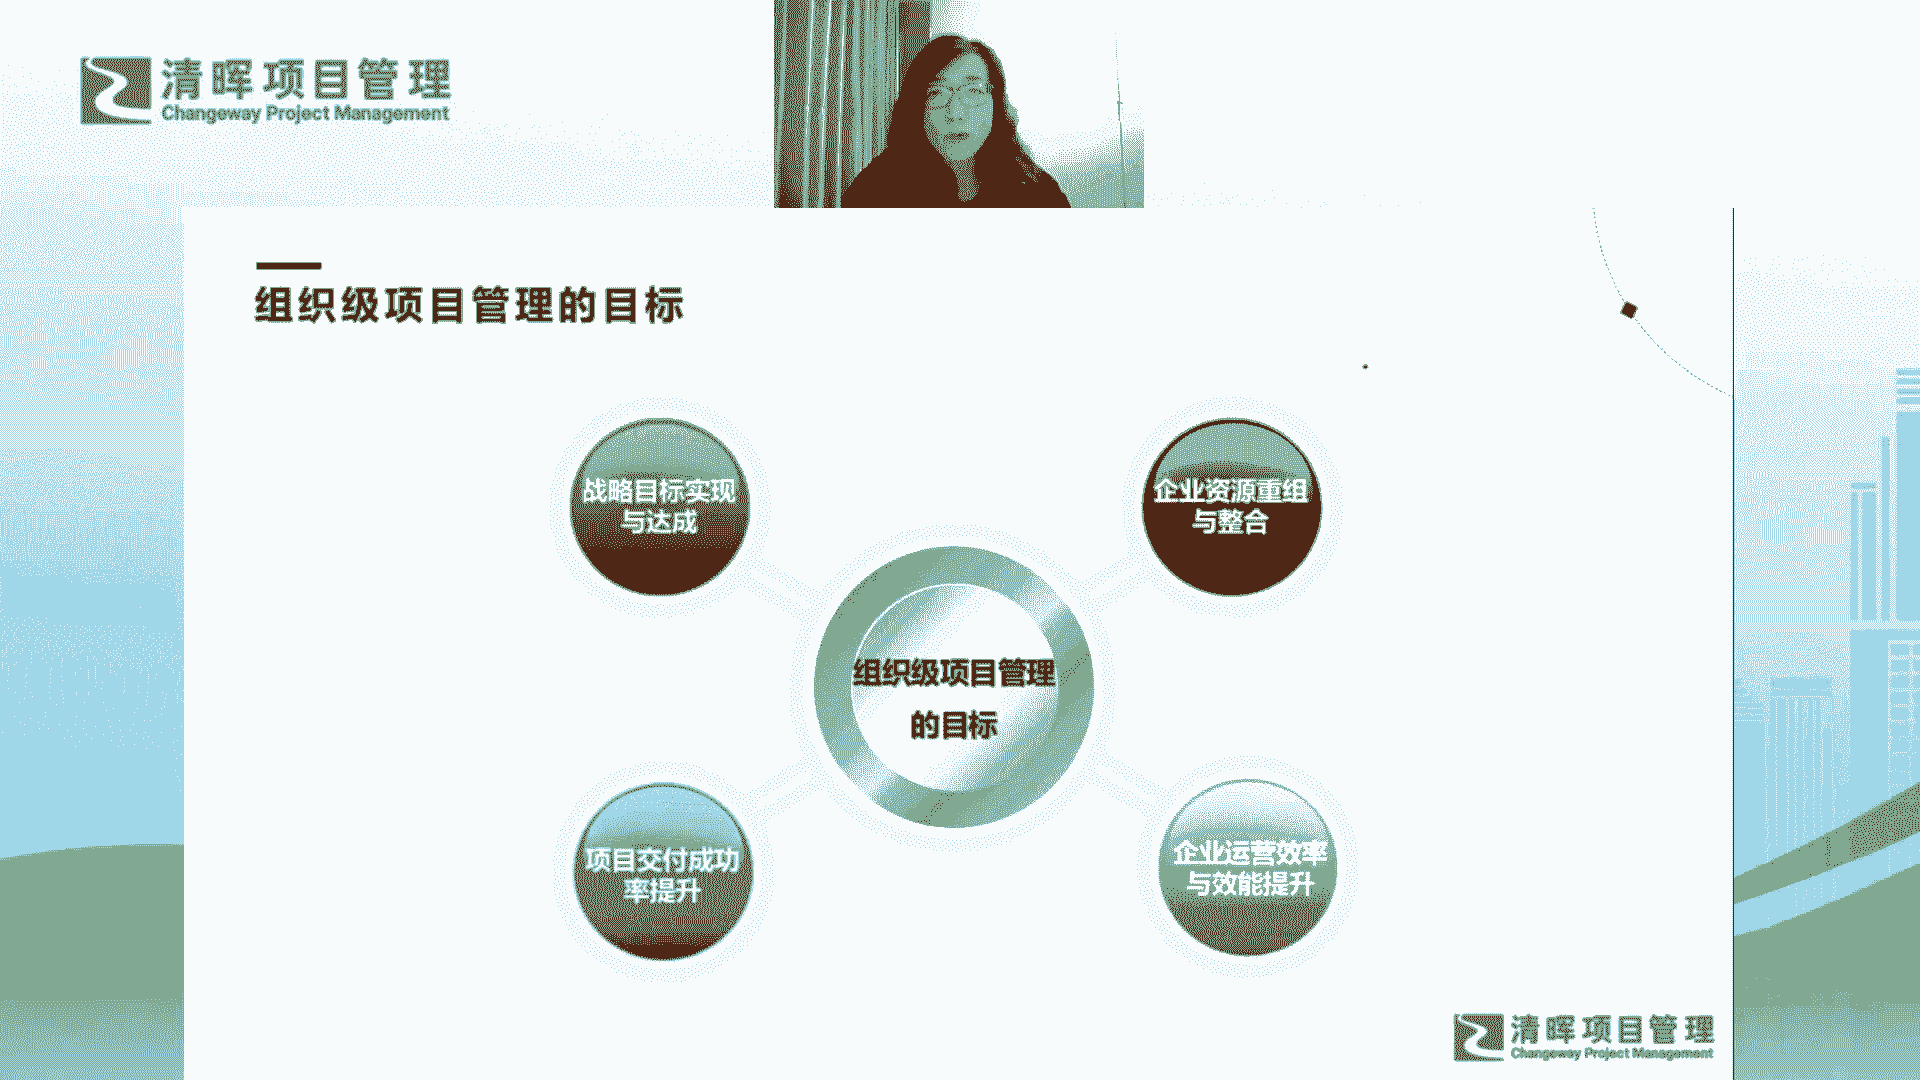 清晖项目管理
Changeway Project Management
组织级项目管理的目标
战略目标实现
与达成
企业资源重组
与整合
组织级项目管理
的目标
项目交付成功
率提升
企业运营效率
与效能提升
清晖项目管理
Changeway Project Management